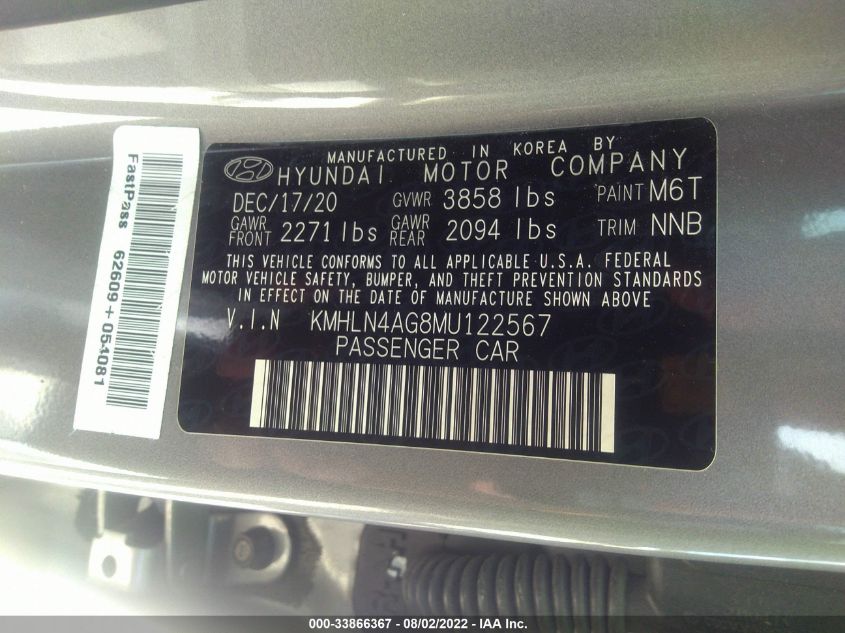 MANUFACTURED IN KOREA BY
HYUNDAI MOTOR COMPANY
DEC/17/20 GVWR 3858 lbs PAINT M6T
GAWR FRONT 2271 lbs GAWR REAR 2094 lbs TRIM NNB
THIS VEHICLE CONFORMS TO ALL APPLICABLE U.S.A. FEDERAL
MOTOR VEHICLE SAFETY, BUMPER, AND THEFT PREVENTION STANDARDS
IN EFFECT ON THE DATE OF MANUFACTURE SHOWN ABOVE
V.I.N KMHLN4AG8MU122567
PASSENGER CAR
FastPass 62609+054081
000-33866367 - 08/02/2022 - IAA Inc.